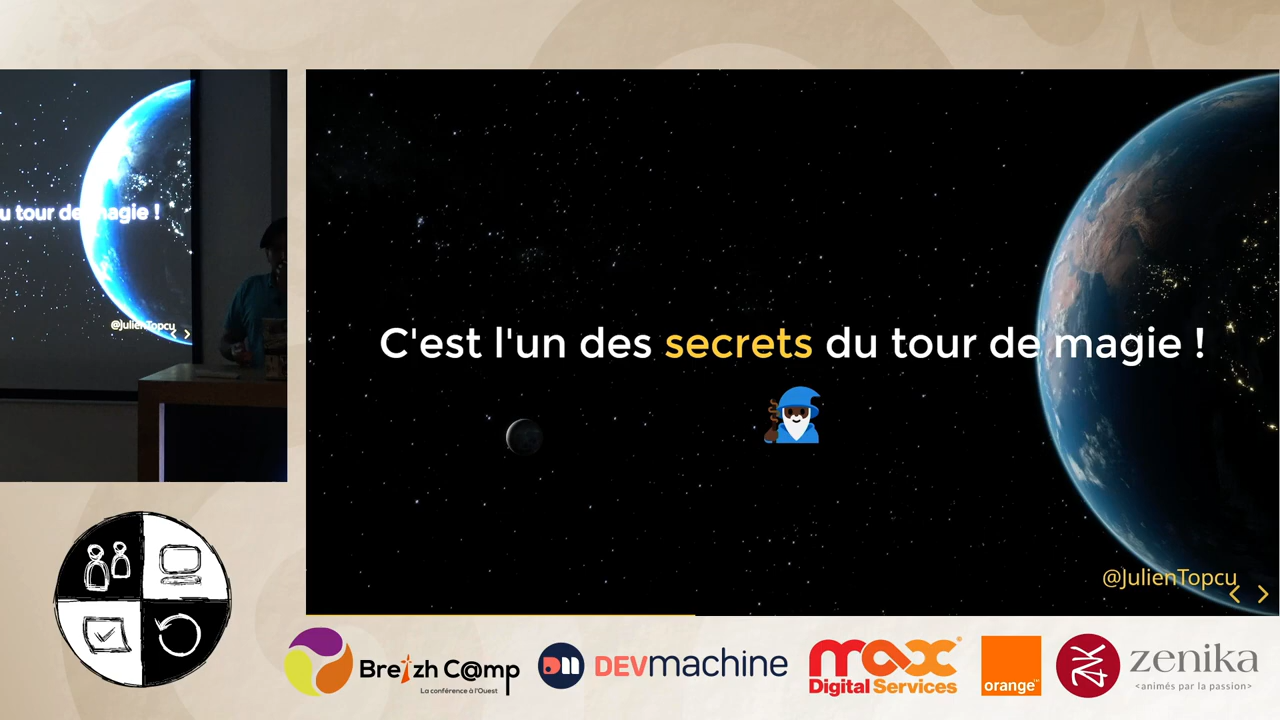 u tour de magie !
@JulienTopcu
C'est l'un des secrets du tour de magie !
@JulienTopcu
Breizh C@mp
La conférence à l'Ouest
DEVmachine
max
Digital Services
orange
zenika
<animés par la passion>